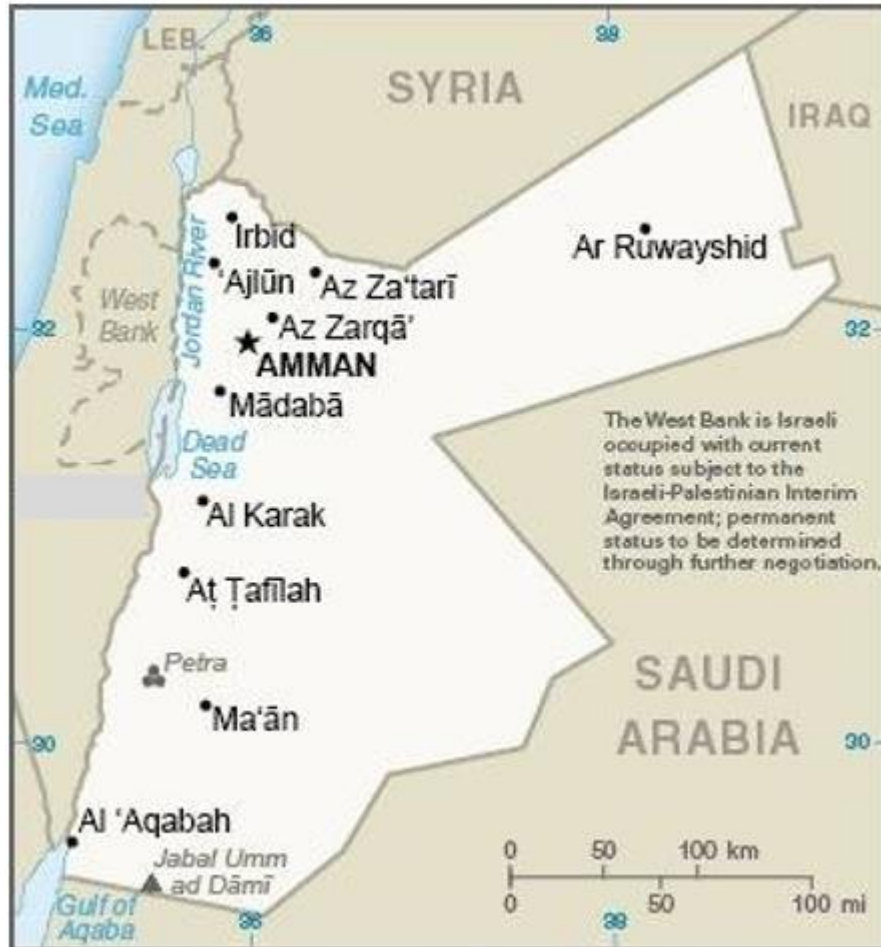 36
38
LEB.
SYRIA
Med.
Sea
IRAQ
Jordan River
Irbid
Ar Ruwayshid
‘Ajlūn
Az Za‘tarī
West
Bank
32
Az Zarqā’
32
AMMAN
Mādabā
The West Bank is Israeli
occupied with current
status subject to the
Israeli-Palestinian Interim
Agreement; permanent
status to be determined
through further negotiation.
Dead
Sea
Al Karak
Aţ Ţafīlah
Petra
SAUDI
ARABIA
Ma‘ān
30
30
Al ‘Aqabah
Jabal Umm
ad Dāmī
0 50 100 km
0 50 100 mi
Gulf of
Aqaba
36
38